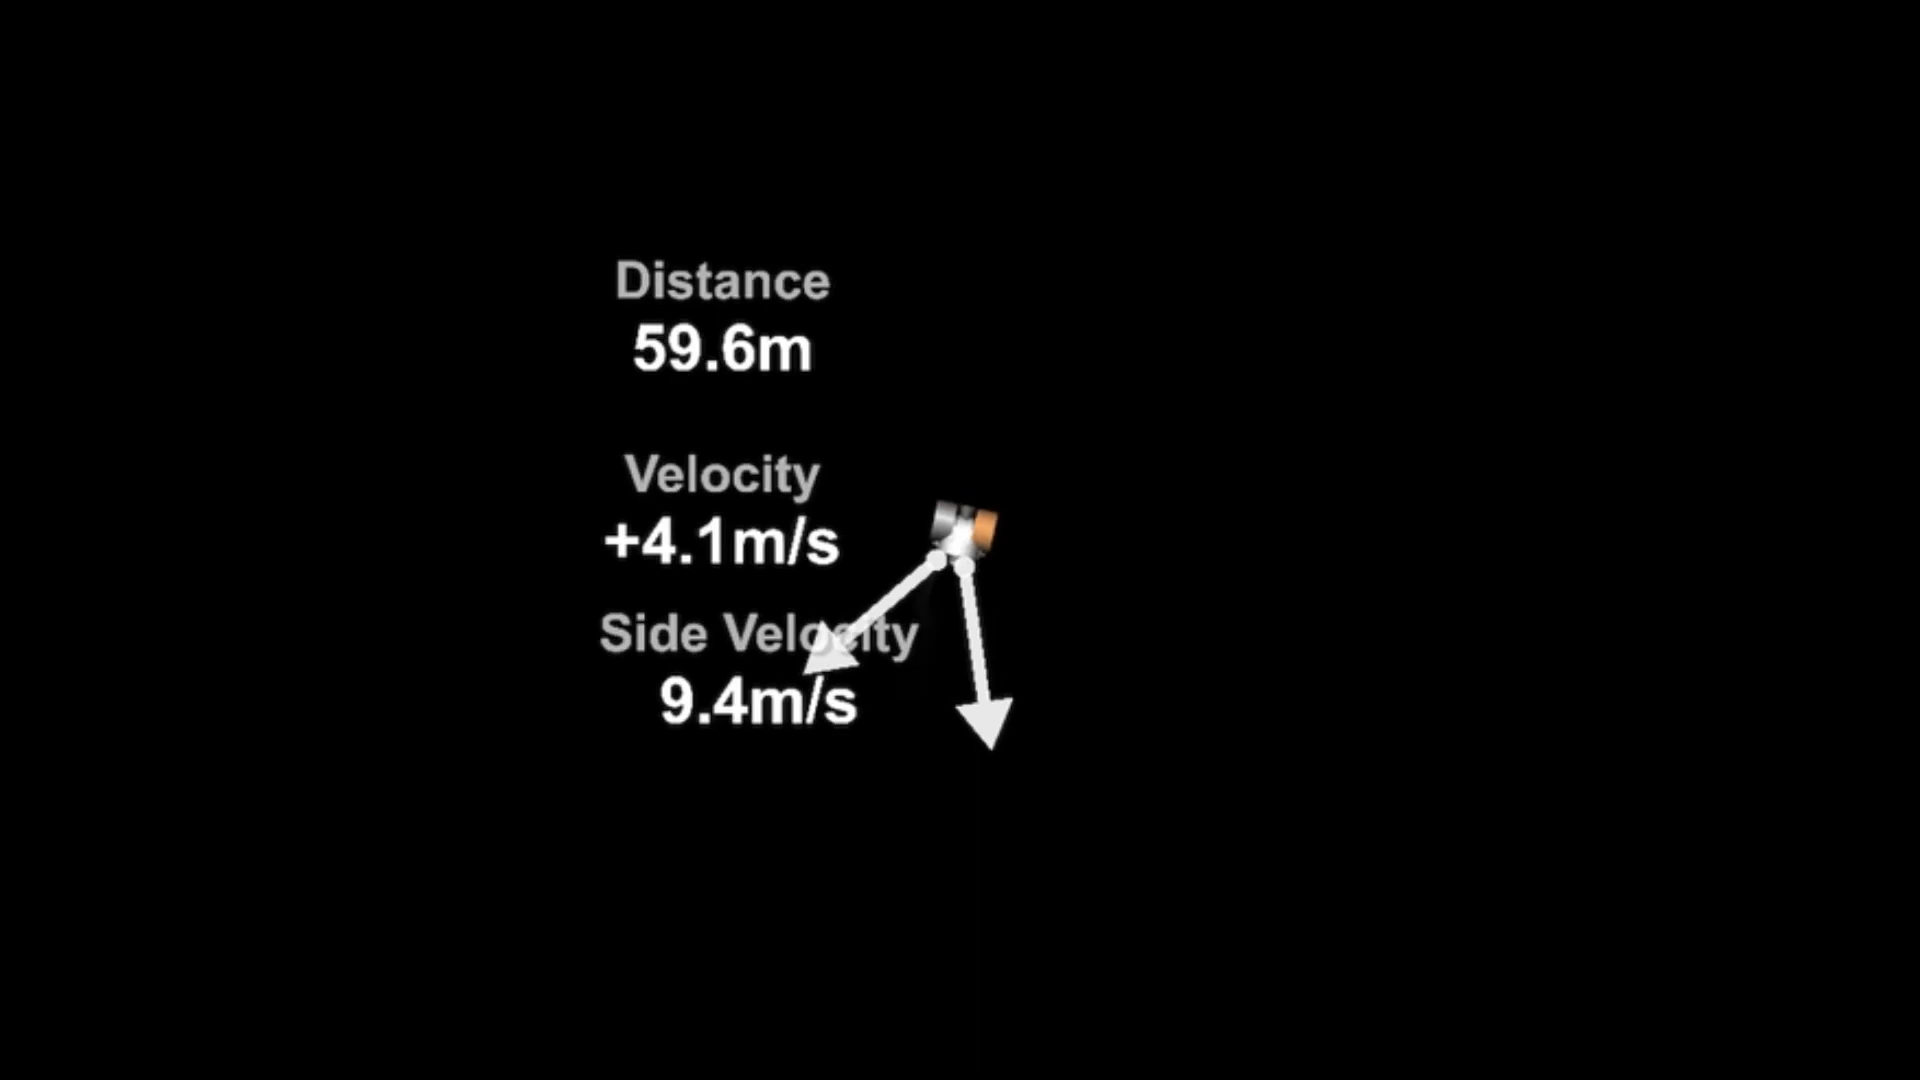 Distance
59.6m
Velocity
+4.1m/s
Side Velocity
9.4m/s